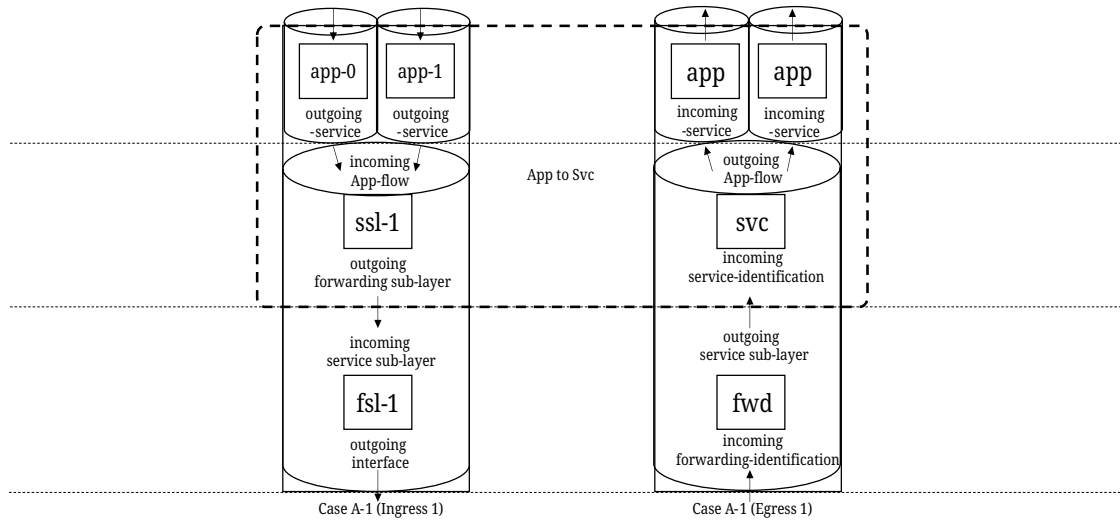 app-0
app-1
app
app
outgoing
-service
outgoing
-service
incoming
-service
incoming
-service
incoming
App-flow
App to Svc
outgoing
App-flow
ssl-1
svc
outgoing
forwarding sub-layer
incoming
service-identification
incoming
service sub-layer
outgoing
service sub-layer
fsl-1
fwd
outgoing
interface
incoming
forwarding-identification
Case A-1 (Ingress 1)
Case A-1 (Egress 1)